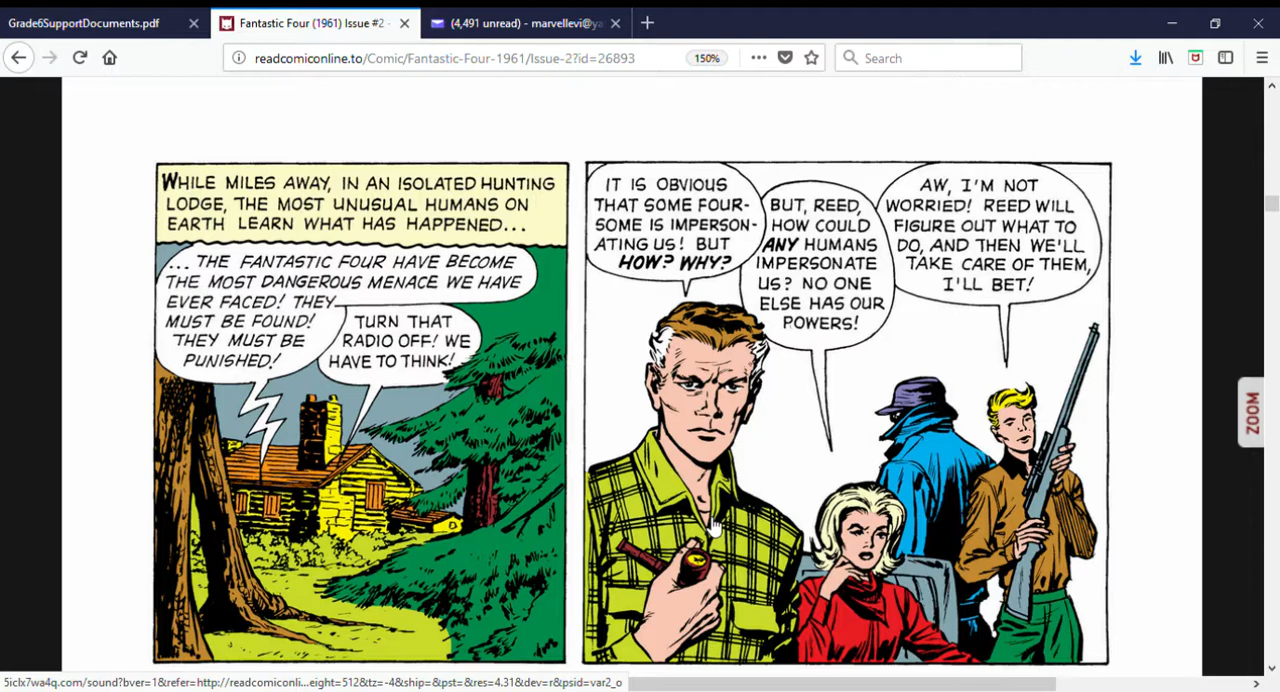 Grade6SupportDocuments.pdf
Fantastic Four (1961) Issue #2 -
(4,491 unread) - marvellevi@ya
readcomiconline.to/Comic/Fantastic-Four-1961/Issue-2?id=26893
150%
Search
WHILE MILES AWAY, IN AN ISOLATED HUNTING
LODGE, THE MOST UNUSUAL HUMANS ON
EARTH LEARN WHAT HAS HAPPENED...
...THE FANTASTIC FOUR HAVE BECOME
THE MOST DANGEROUS MENACE WE HAVE
EVER FACED! THEY
MUST BE FOUND!
THEY MUST BE
PUNISHED!
TURN THAT
RADIO OFF! WE
HAVE TO THINK!
IT IS OBVIOUS
THAT SOME FOUR-
SOME IS IMPERSON-
ATING US! BUT
HOW? WHY?
BUT, REED,
HOW COULD
ANY HUMANS
IMPERSONATE
US? NO ONE
ELSE HAS OUR
POWERS!
AW, I'M NOT
WORRIED! REED WILL
FIGURE OUT WHAT TO
DO, AND THEN WE'LL
TAKE CARE OF THEM,
I'LL BET!
ZOOM
5iclx7wa4q.com/sound?bver=1&refer=http://readcomiconli...eight=512&tz=-4&ship=&pst=&res=4.31&dev=r&psid=var2_o